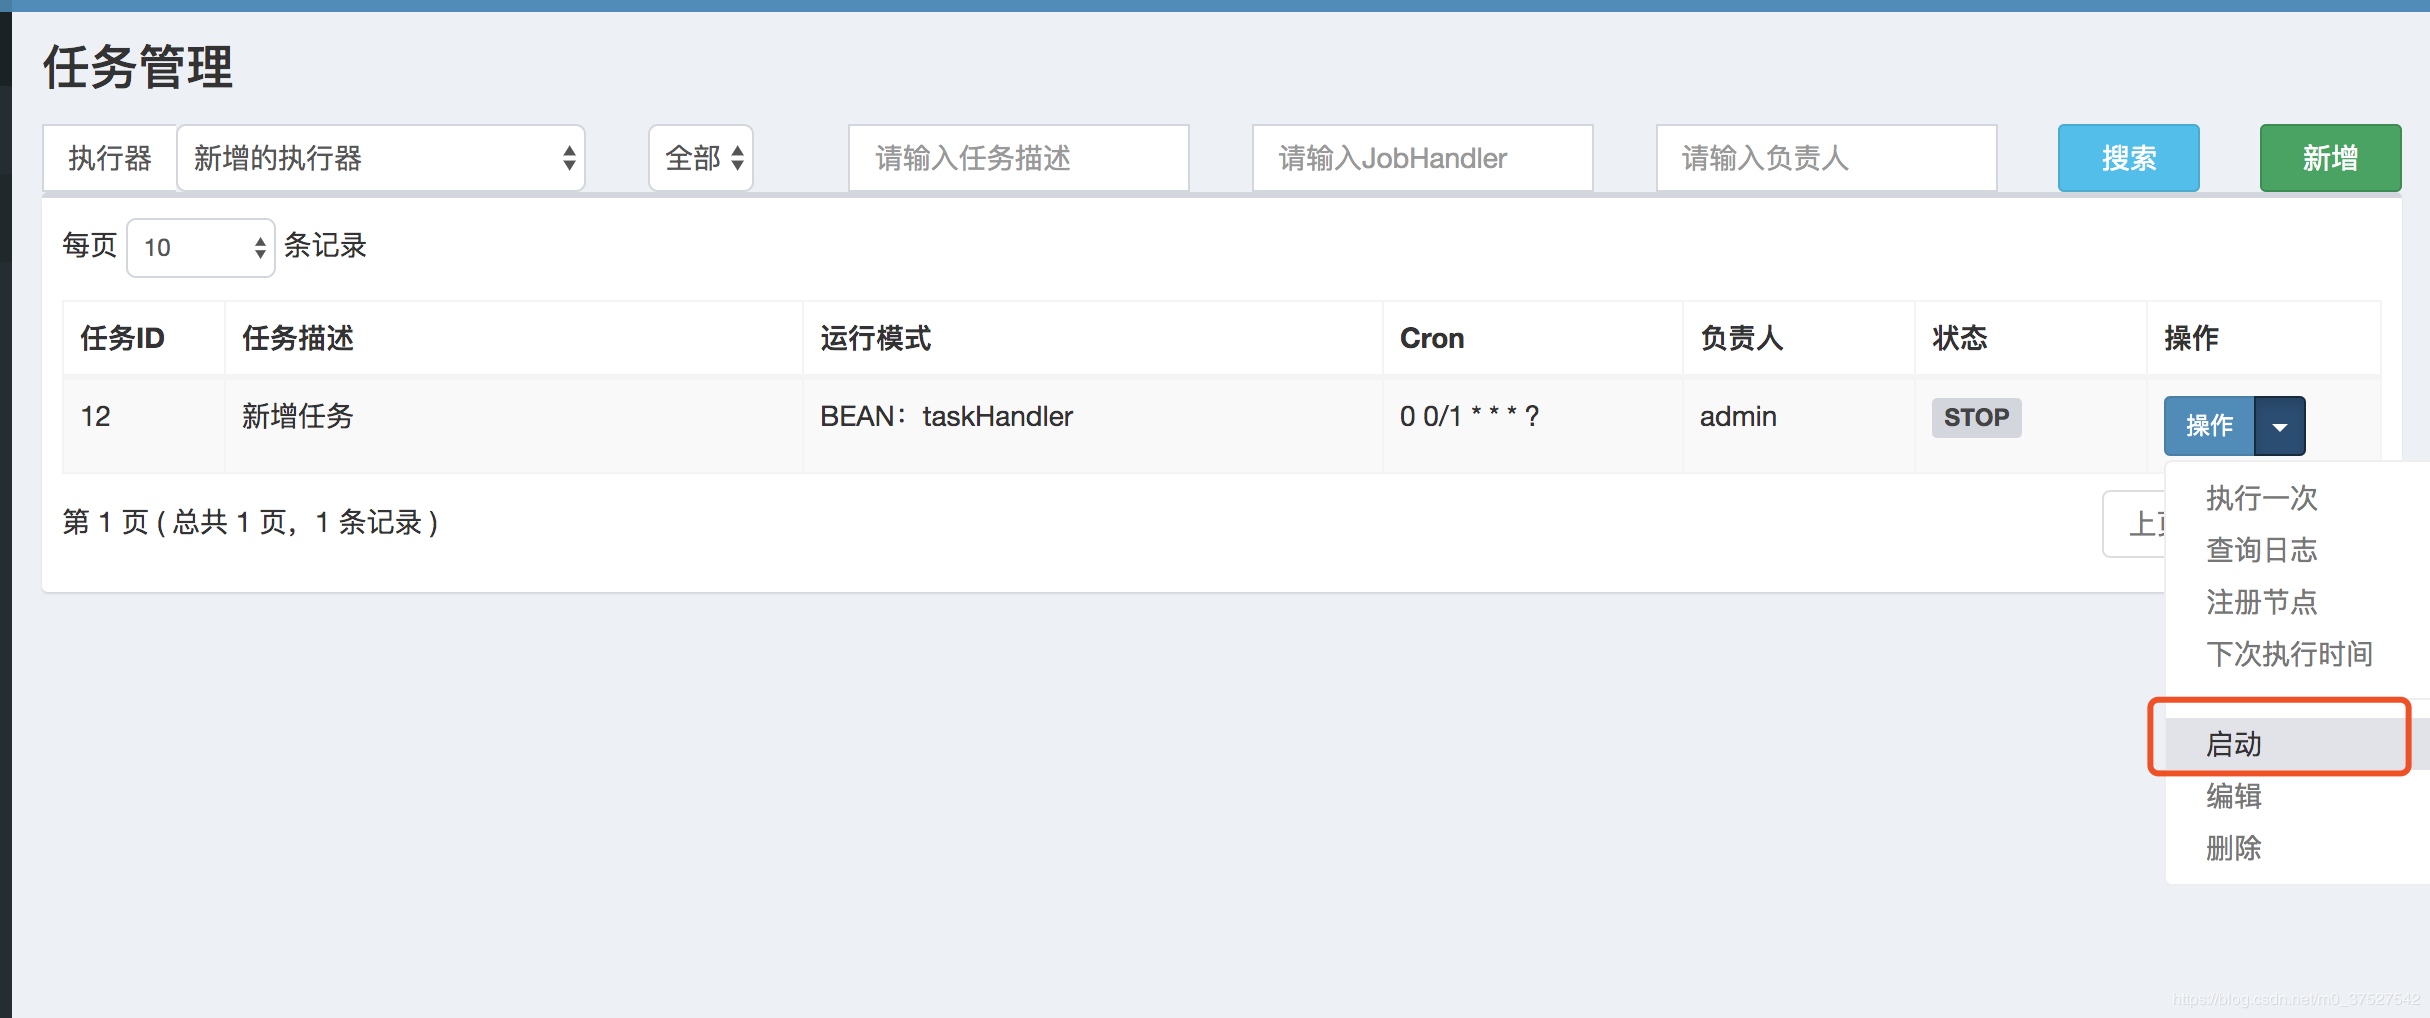 任务管理
执行器 新增的执行器 全部 请输入任务描述 请输入JobHandler 请输入负责人 搜索 新增
每页 10 条记录
任务ID 任务描述 运行模式 Cron 负责人 状态 操作
12 新增任务 BEAN：taskHandler 0 0/1 * * * ? admin STOP 操作
第 1 页 ( 总共 1 页，1 条记录 )
上
执行一次
查询日志
注册节点
下次执行时间
启动
编辑
删除
https://blog.csdn.net/m0_37527542